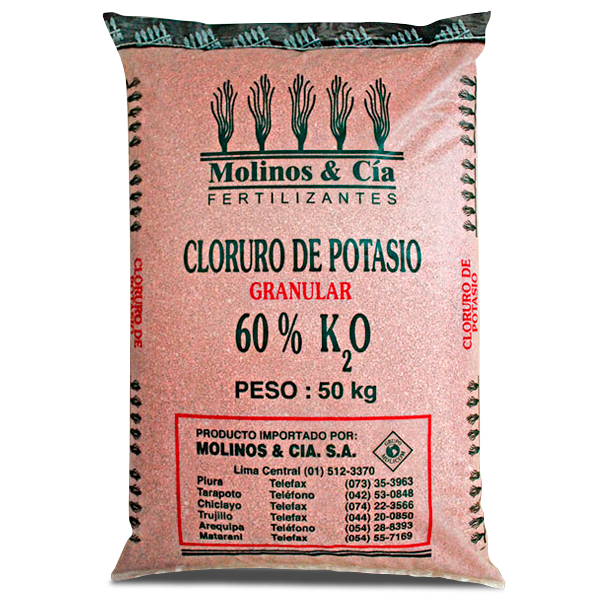 Molinos & Cía
FERTILIZANTES
CLORURO DE POTASIO
GRANULAR
60 % K₂O
PESO : 50 kg
CLORURO DE
CLORURO DE
POTASIO
PRODUCTO IMPORTADO POR:
MOLINOS & CIA. S.A.
Lima Central (01) 512-3370
Piura Telefax (073) 35-3963
Tarapoto Teléfono (042) 53-0848
Chiclayo Telefax (074) 22-3566
Trujillo Telefax (044) 20-0850
Arequipa Teléfono (054) 28-8393
Matarani Telefax (054) 55-7169